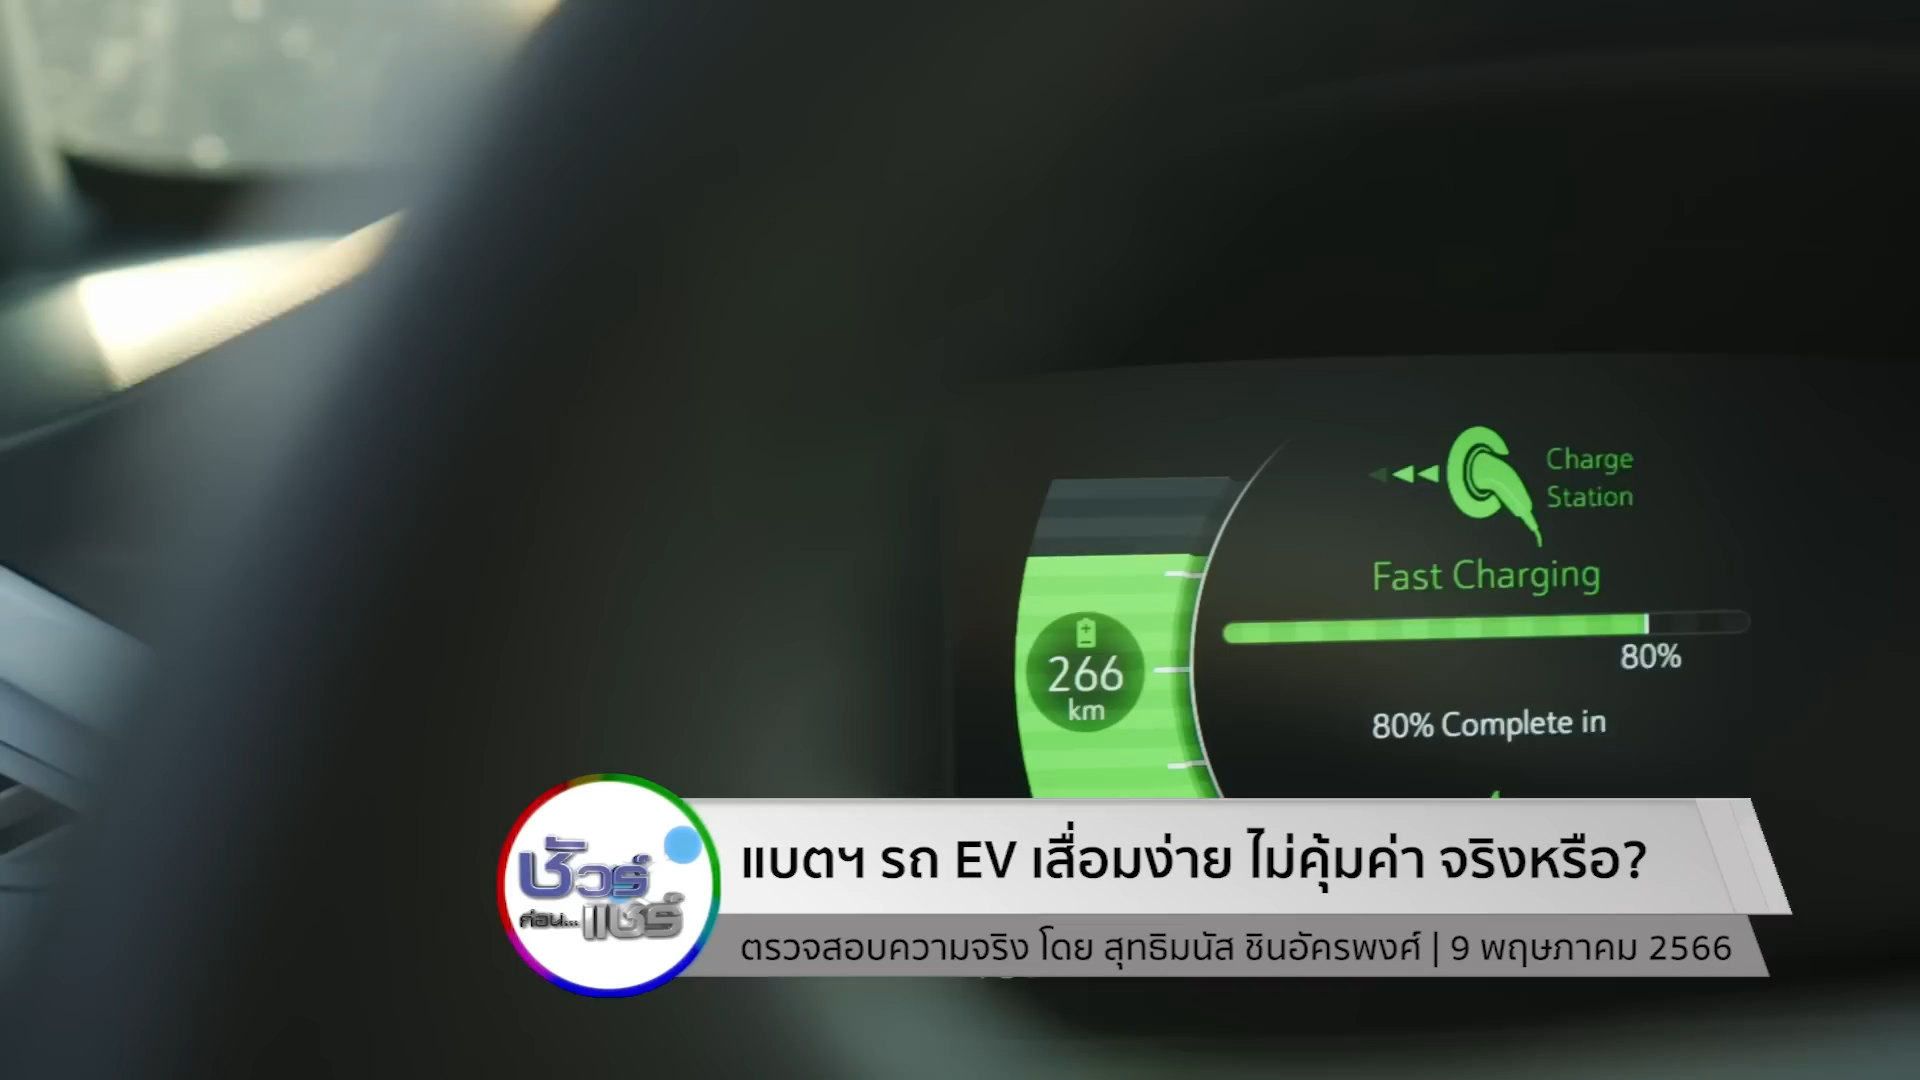 Charge
Station
Fast Charging
80%
266
km
80% Complete in
ชัวร์
ก่อน...แชร์
แบตฯ รถ EV เสื่อมง่าย ไม่คุ้มค่า จริงหรือ?
ตรวจสอบความจริง โดย สุทธิมนัส ชินอัครพงศ์ | 9 พฤษภาคม 2566